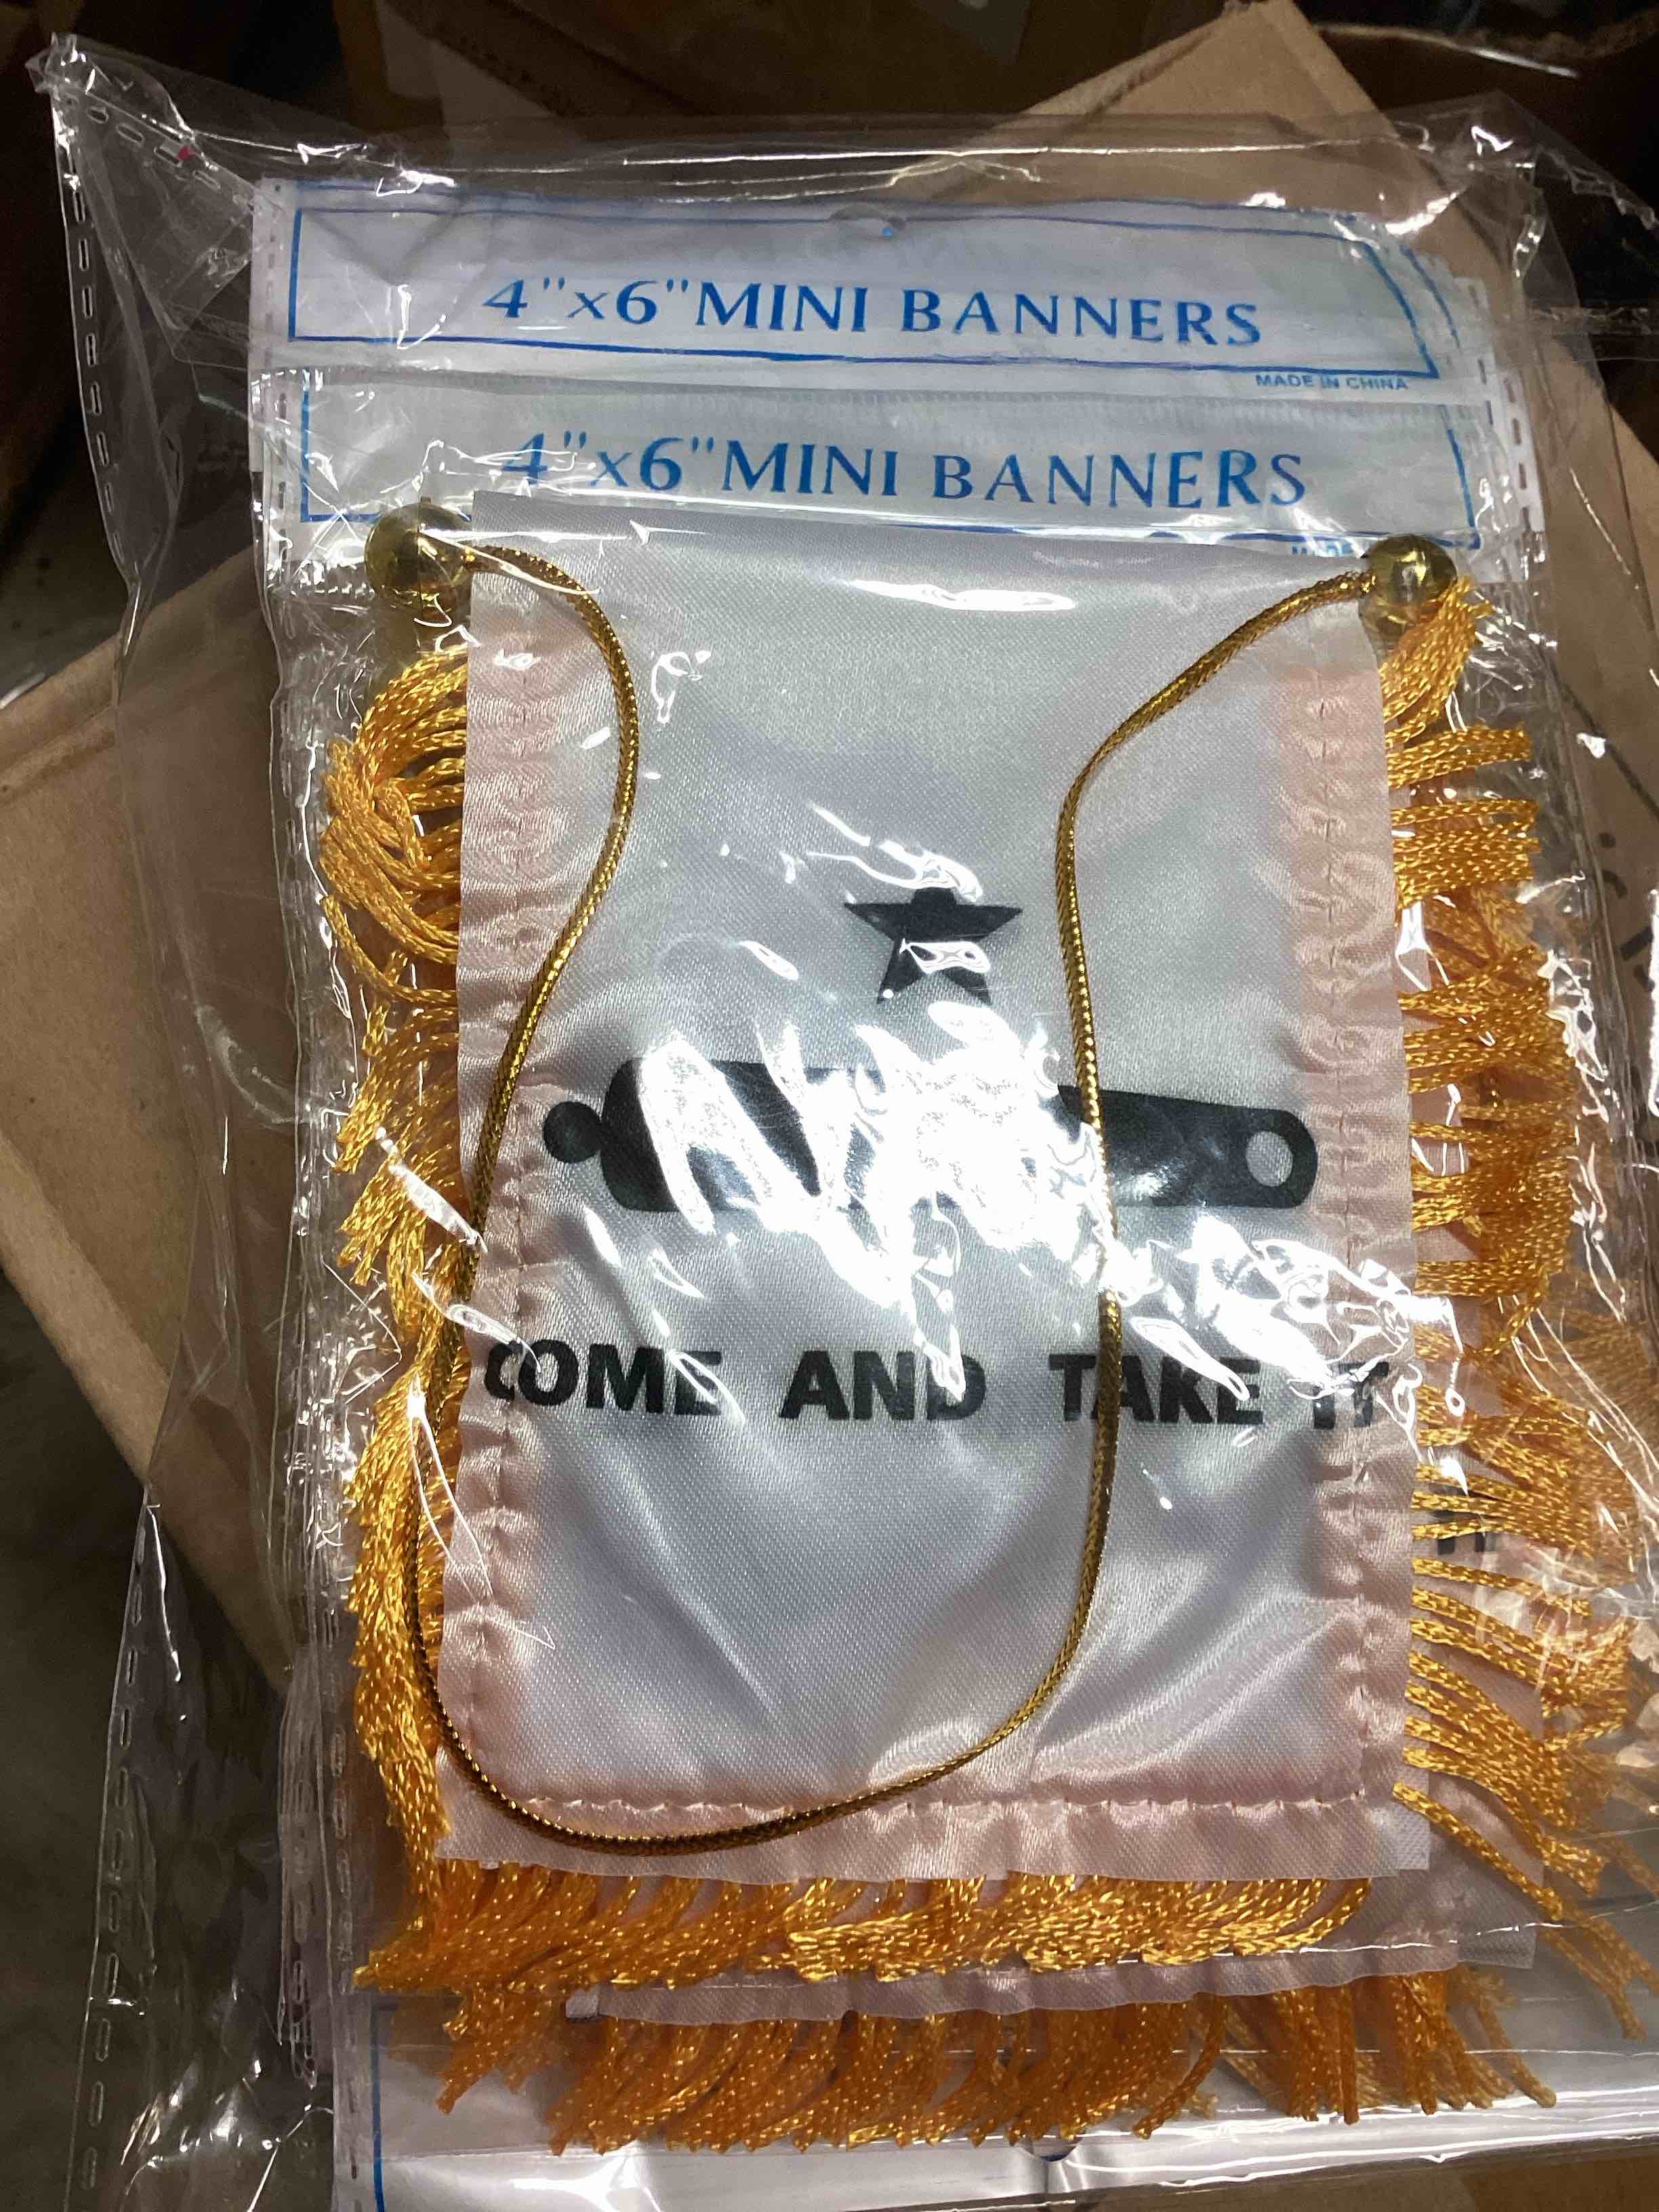 4"x6"MINI BANNERS
MADE IN CHINA
4"x6"MINI BANNERS
COME AND TAKE IT